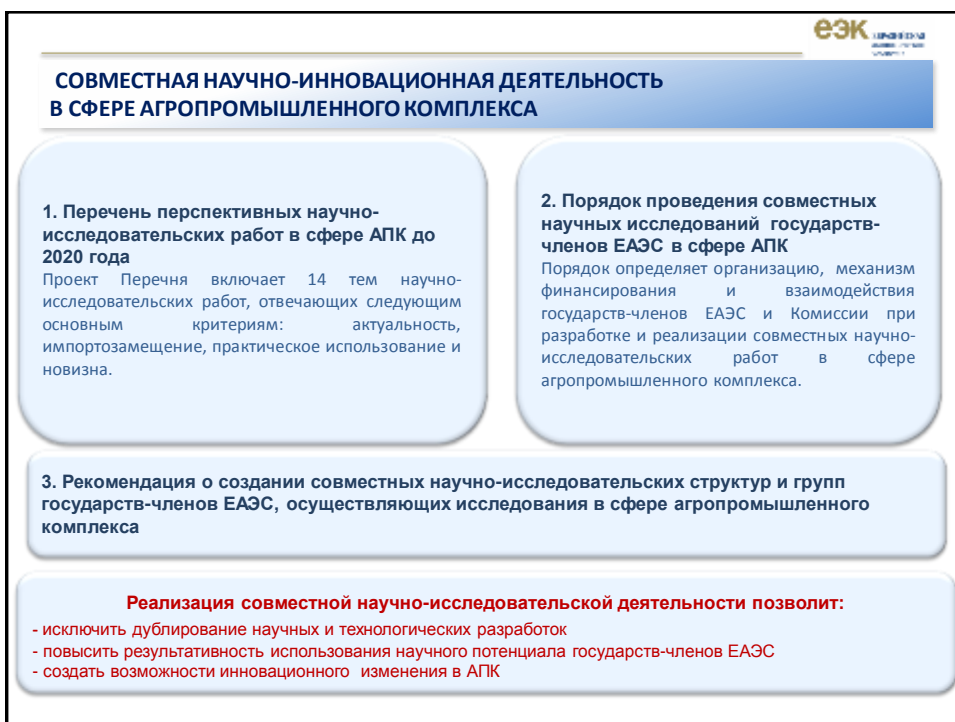 еэк
СОВМЕСТНАЯ НАУЧНО-ИННОВАЦИОННАЯ ДЕЯТЕЛЬНОСТЬ
В СФЕРЕ АГРОПРОМЫШЛЕННОГО КОМПЛЕКСА
1. Перечень перспективных научно-
исследовательских работ в сфере АПК до
2020 года
Проект Перечня включает 14 тем научно-
исследовательских работ, отвечающих следующим
основным критериям: актуальность,
импортозамещение, практическое использование и
новизна.
2. Порядок проведения совместных
научных исследований государств-
членов ЕАЭС в сфере АПК
Порядок определяет организацию, механизм
финансирования и взаимодействия
государств-членов ЕАЭС и Комиссии при
разработке и реализации совместных научно-
исследовательских работ в сфере
агропромышленного комплекса.
3. Рекомендация о создании совместных научно-исследовательских структур и групп
государств-членов ЕАЭС, осуществляющих исследования в сфере агропромышленного
комплекса
Реализация совместной научно-исследовательской деятельности позволит:
- исключить дублирование научных и технологических разработок
- повысить результативность использования научного потенциала государств-членов ЕАЭС
- создать возможности инновационного изменения в АПК